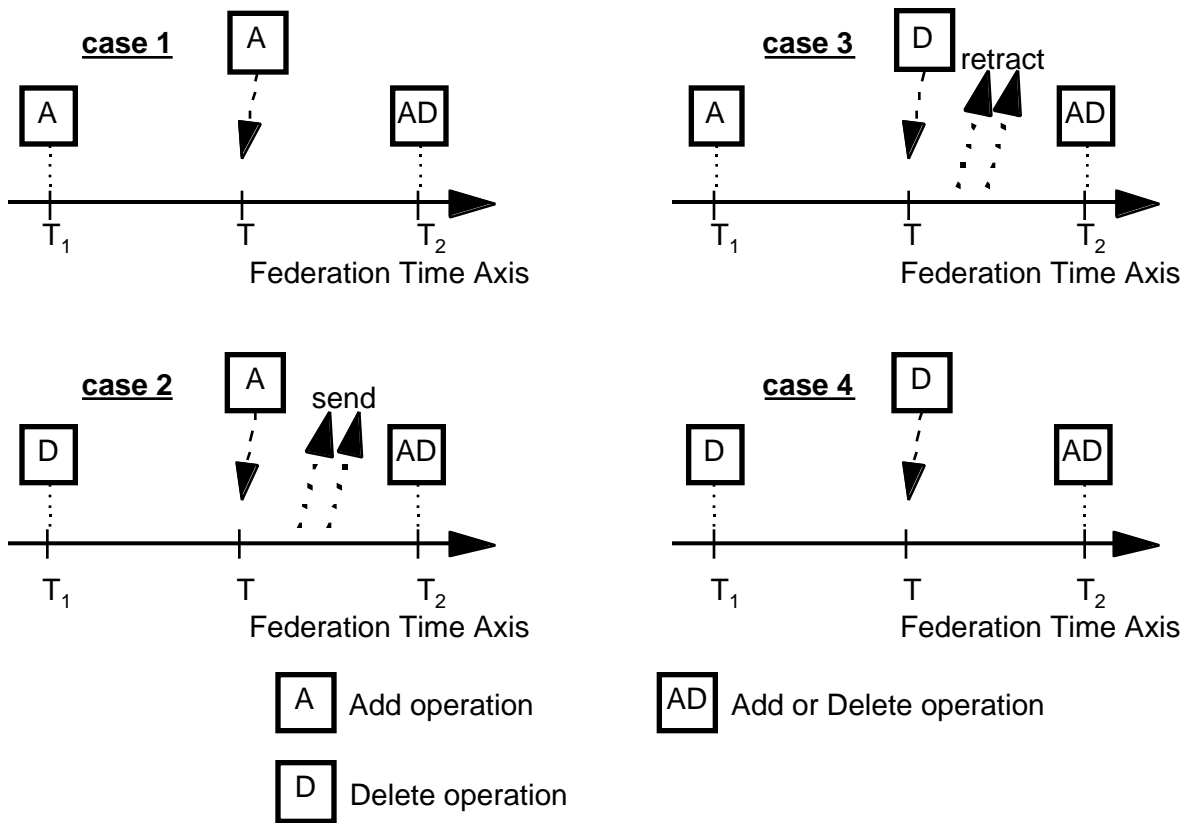 case 1
A
A
AD
T1
T
T2
Federation Time Axis
case 3
D
retract
A
AD
T1
T
T2
Federation Time Axis
case 2
A
send
D
AD
T1
T
T2
Federation Time Axis
case 4
D
D
AD
T1
T
T2
Federation Time Axis
A Add operation
AD Add or Delete operation
D Delete operation